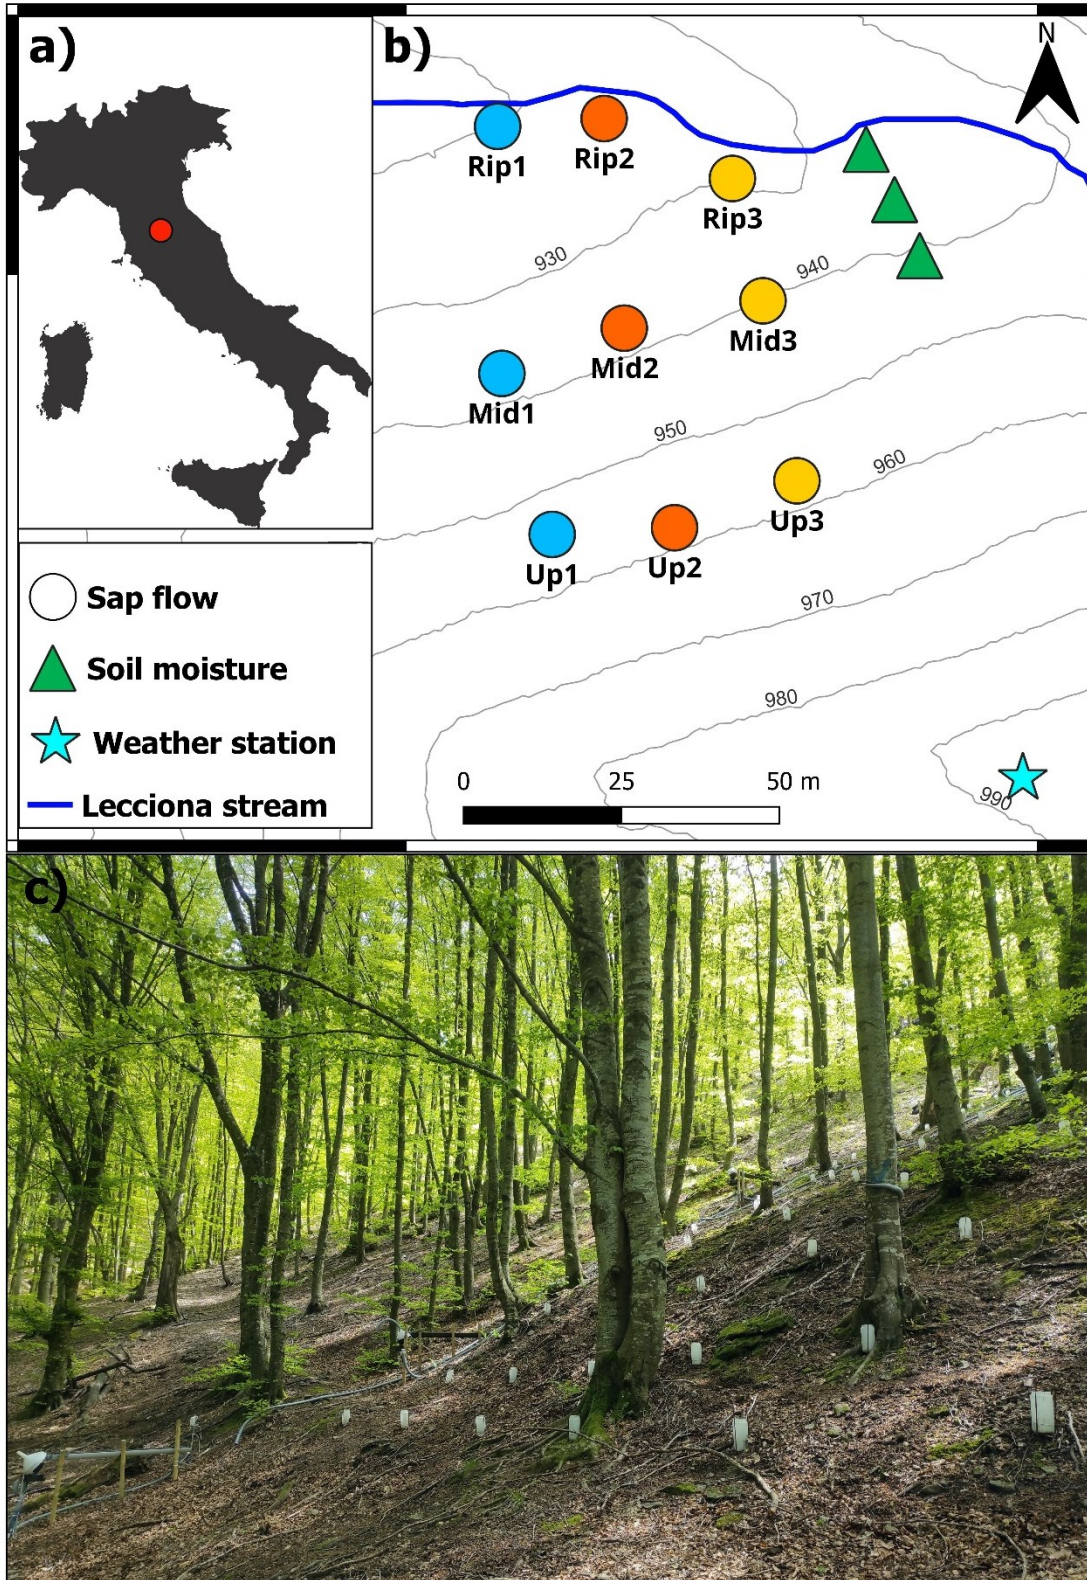 a)
b)
N
Rip1
Rip2
Rip3
930
940
Mid3
Mid2
Mid1
950
960
Up3
Up2
Up1
970
980
990
0 25 50 m
Sap flow
Soil moisture
Weather station
Lecciona stream
c)